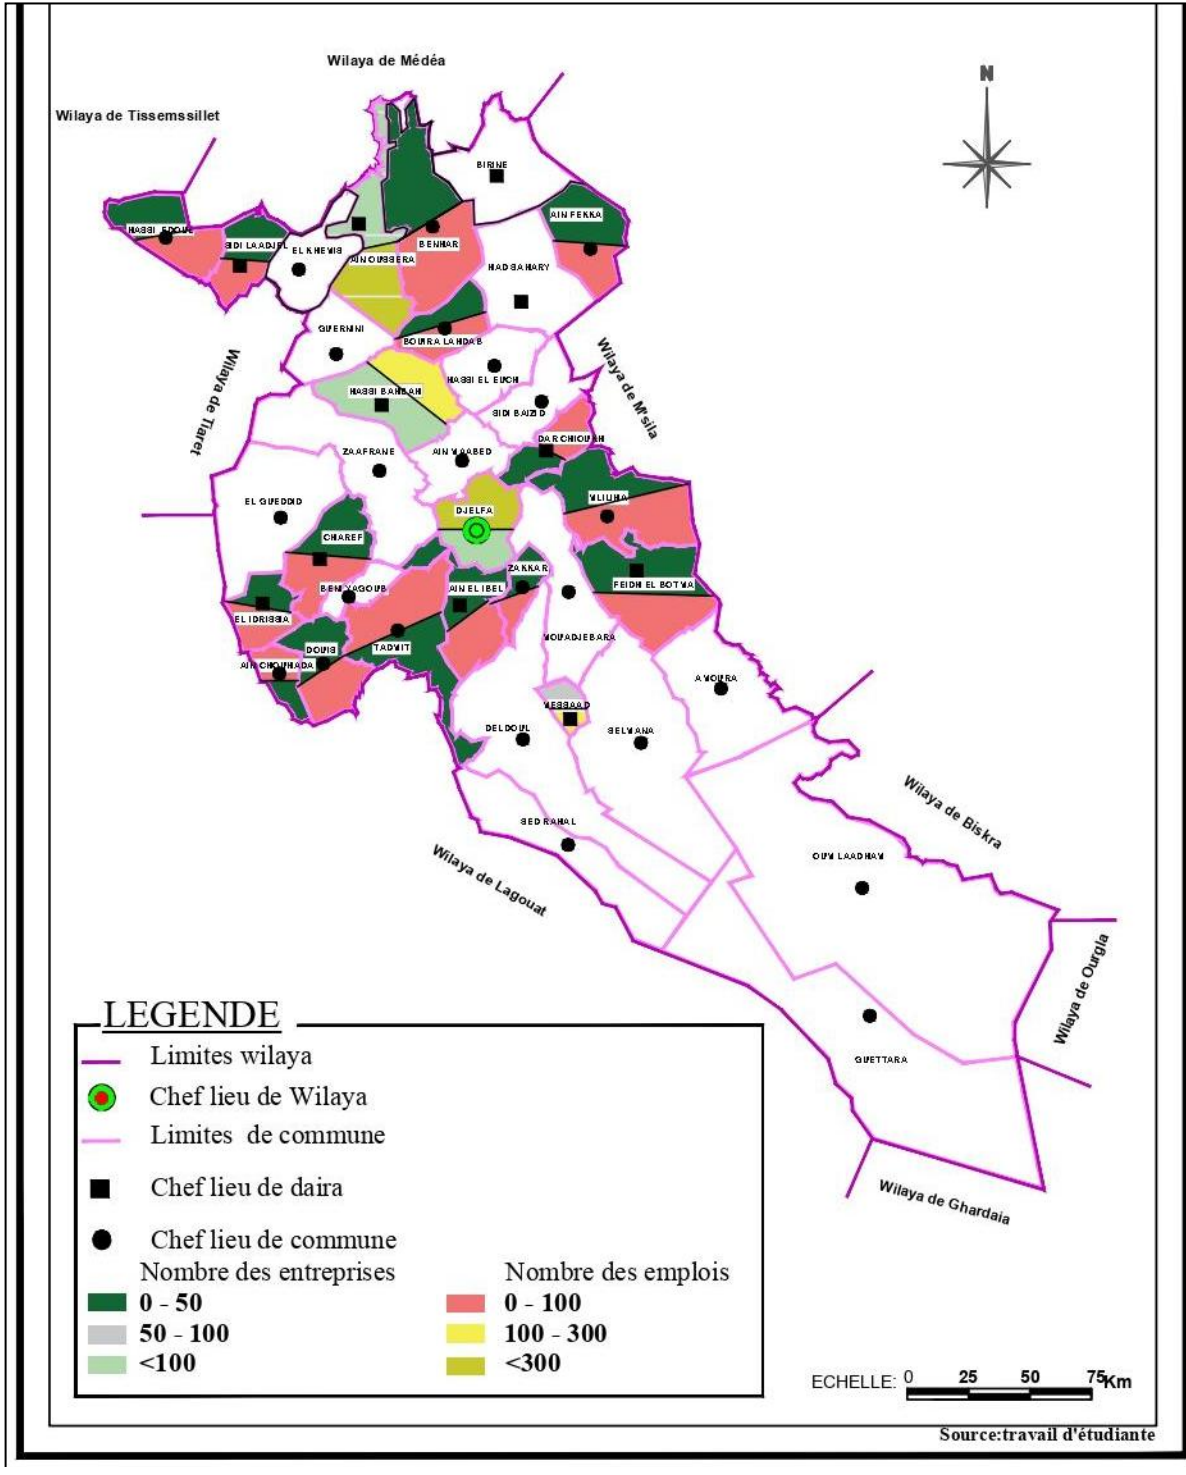 Wilaya de Médéa
Wilaya de Tissemssillet
N
BIRINE
AIN FEKKA
HASSI FDOUL
SIDI LAADJEL
EL KHEMIS
BENHAR
AIN OUSSERA
HAD SAHARY
GUERNINI
BOUIRA LAHDAB
Wilaya de Tiaret
Wilaya de M'sila
HASSI EL EUCH
HASSI BAHBAH
SIDI BAIZID
DAR CHIOUKH
ZAAFRANE
AIN MAABED
EL GUEDDID
MLILIHA
DJELFA
CHAREF
ZAKKAR
FEIDH EL BOTMA
BENI YAGOUB
AIN EL IBEL
EL IDRISSIA
MOUADJEBARA
DOUIS
TADMIT
AIN CHOUHADA
AMOURA
MESSAAD
DELDOUL
SELMANA
SED RAHAL
Wilaya de Biskra
Wilaya de Lagouat
OUM LAADHAM
Wilaya de Ourgla
GUETTARA
Wilaya de Ghardaia
LEGENDE
Limites wilaya
Chef lieu de Wilaya
Limites de commune
Chef lieu de daira
Chef lieu de commune
Nombre des entreprises
0 - 50
50 - 100
<100
Nombre des emplois
0 - 100
100 - 300
<300
ECHELLE: 0 25 50 75 Km
Source:travail d'étudiante